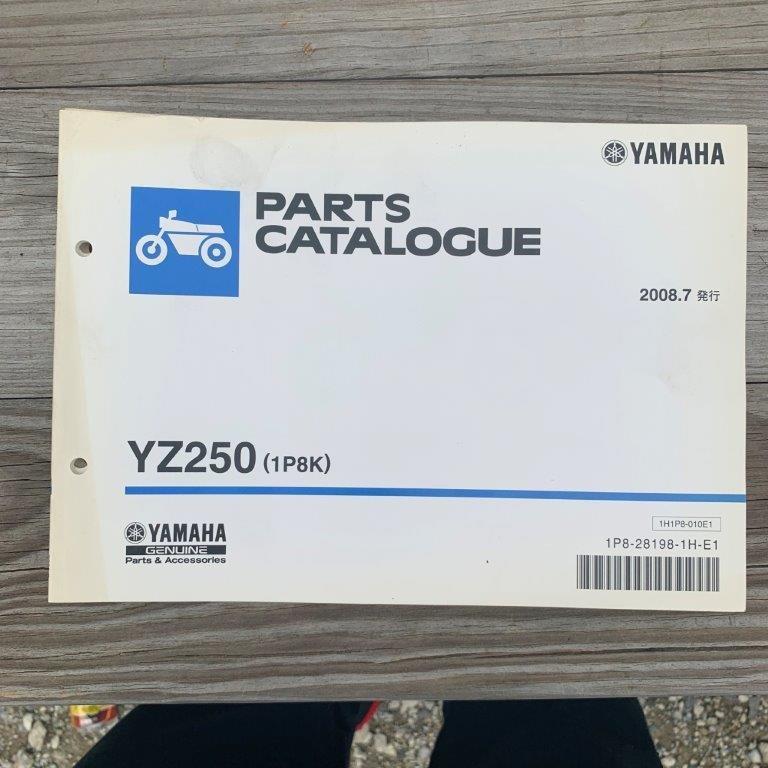 YAMAHA
PARTS
CATALOGUE
2008.7 発行
YZ250 (1P8K)
YAMAHA
GENUINE
Parts & Accessories
1H1P8-010E1
1P8-28198-1H-E1